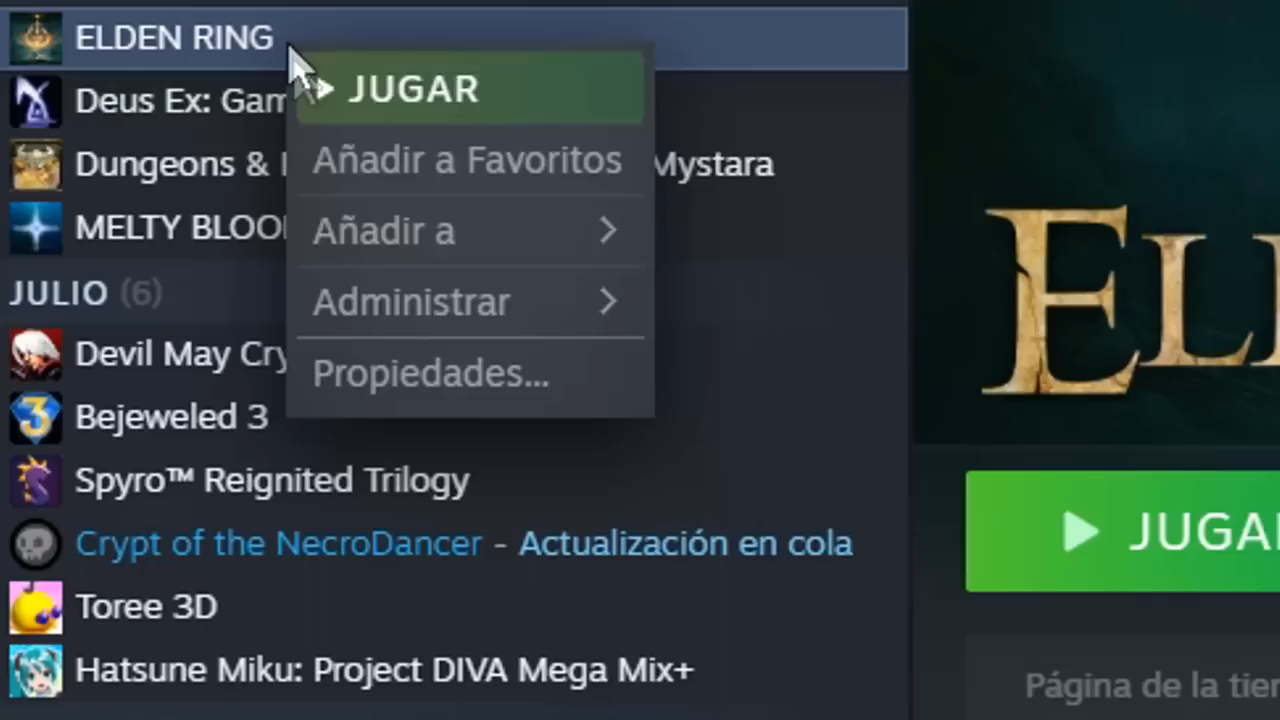 ELDEN RING
JUGAR
Deus Ex: Gam
Añadir a Favoritos
Dungeons & Mystara
Añadir a
MELTY BLOO
JULIO (6)
Administrar
Devil May Cry
Propiedades...
Bejeweled 3
Spyro™ Reignited Trilogy
Crypt of the NecroDancer - Actualización en cola
JUGAR
Toree 3D
Hatsune Miku: Project DIVA Mega Mix+
Página de la tien